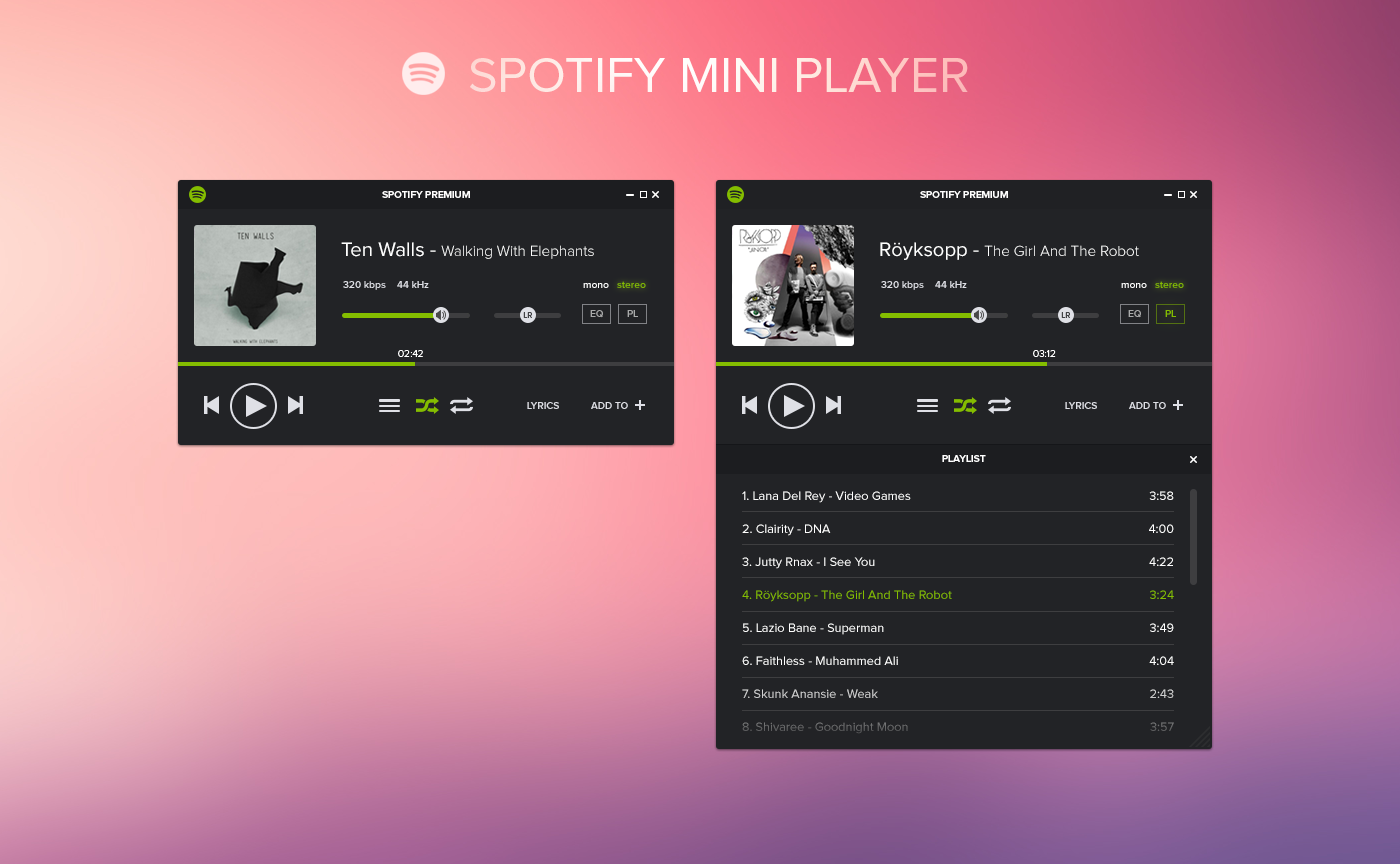 SPOTIFY MINI PLAYER
SPOTIFY PREMIUM
TEN WALLS
WALKING WITH ELEPHANTS
Ten Walls - Walking With Elephants
320 kbps 44 kHz mono stereo
LR EQ PL
02:42
LYRICS ADD TO +
SPOTIFY PREMIUM
RÖYKSOPP
"JUNIOR"
Röyksopp - The Girl And The Robot
320 kbps 44 kHz mono stereo
LR EQ PL
03:12
LYRICS ADD TO +
PLAYLIST
1. Lana Del Rey - Video Games 3:58
2. Clairity - DNA 4:00
3. Jutty Rnax - I See You 4:22
4. Röyksopp - The Girl And The Robot 3:24
5. Lazio Bane - Superman 3:49
6. Faithless - Muhammed Ali 4:04
7. Skunk Anansie - Weak 2:43
8. Shivaree - Goodnight Moon 3:57